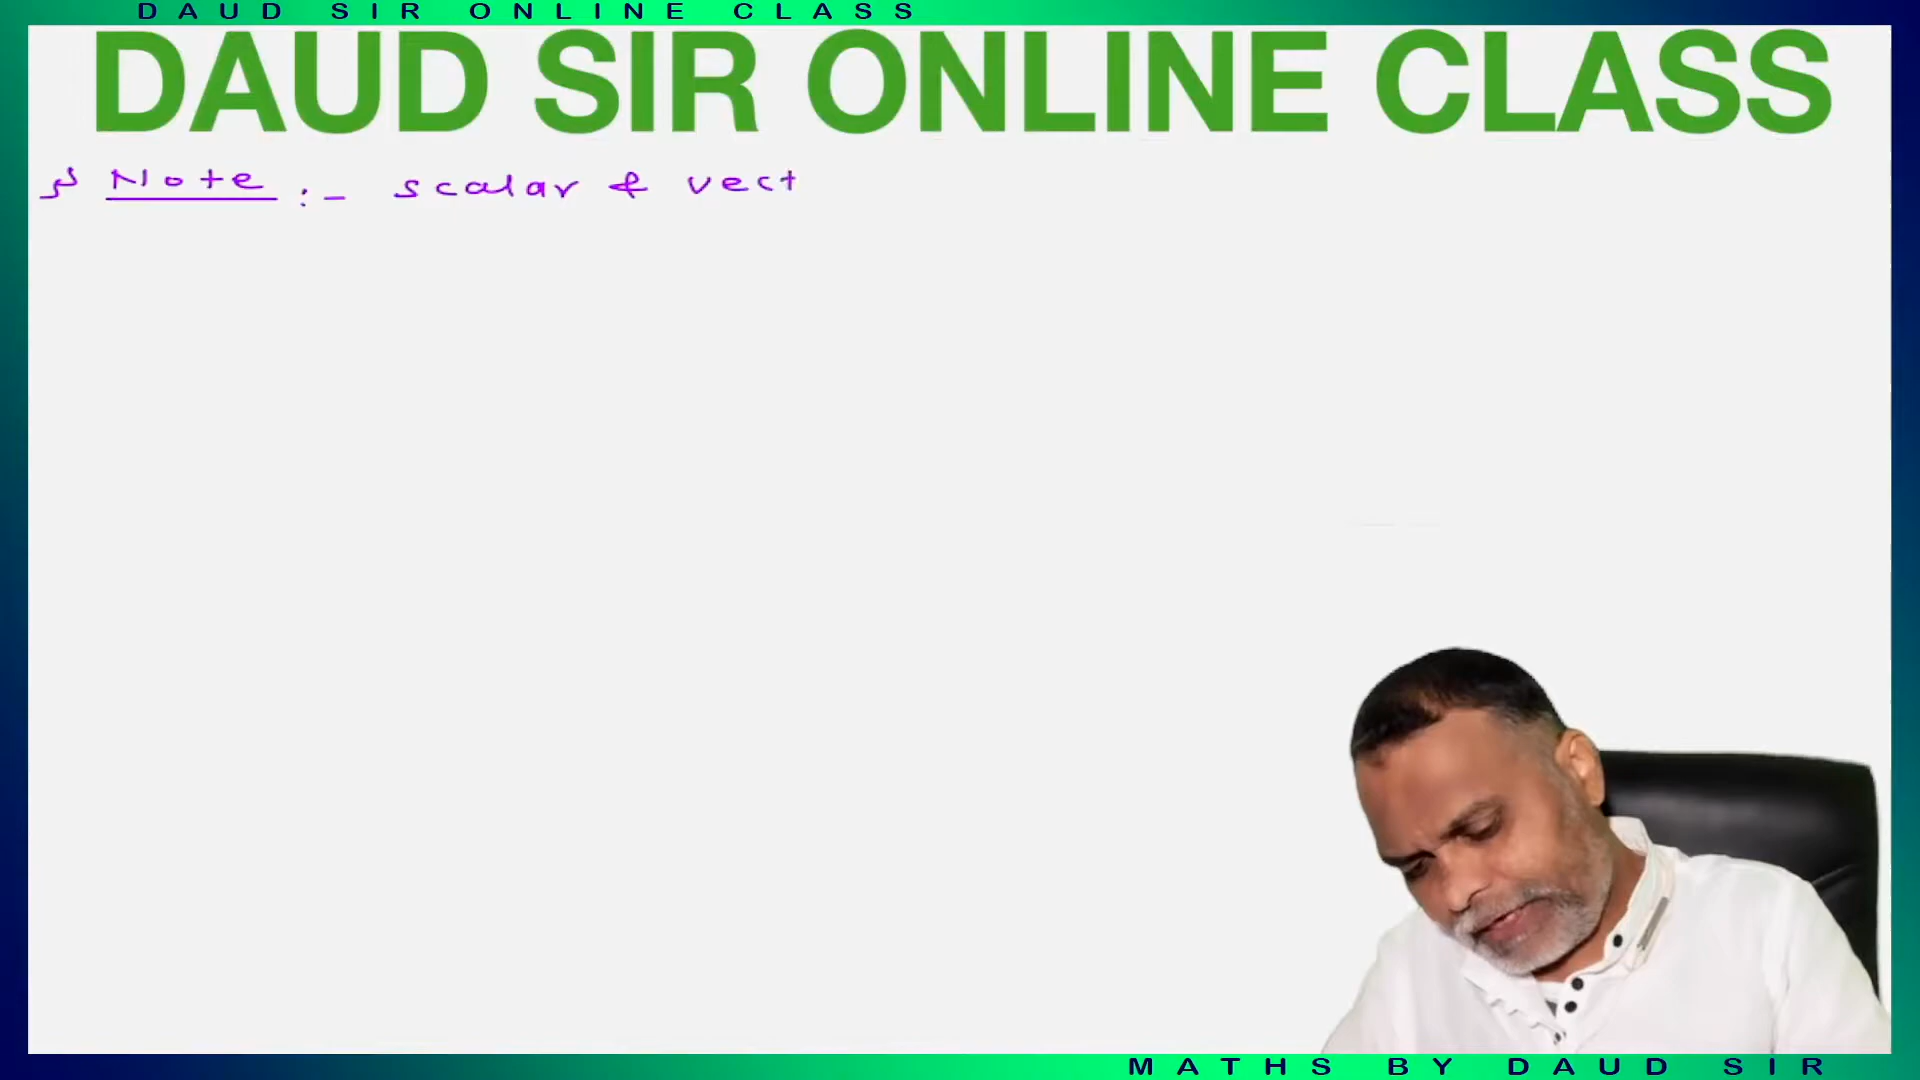 DAUD SIR ONLINE CLASS
DAUD SIR ONLINE CLASS
Note :- scalar & vect
MATHS BY DAUD SIR